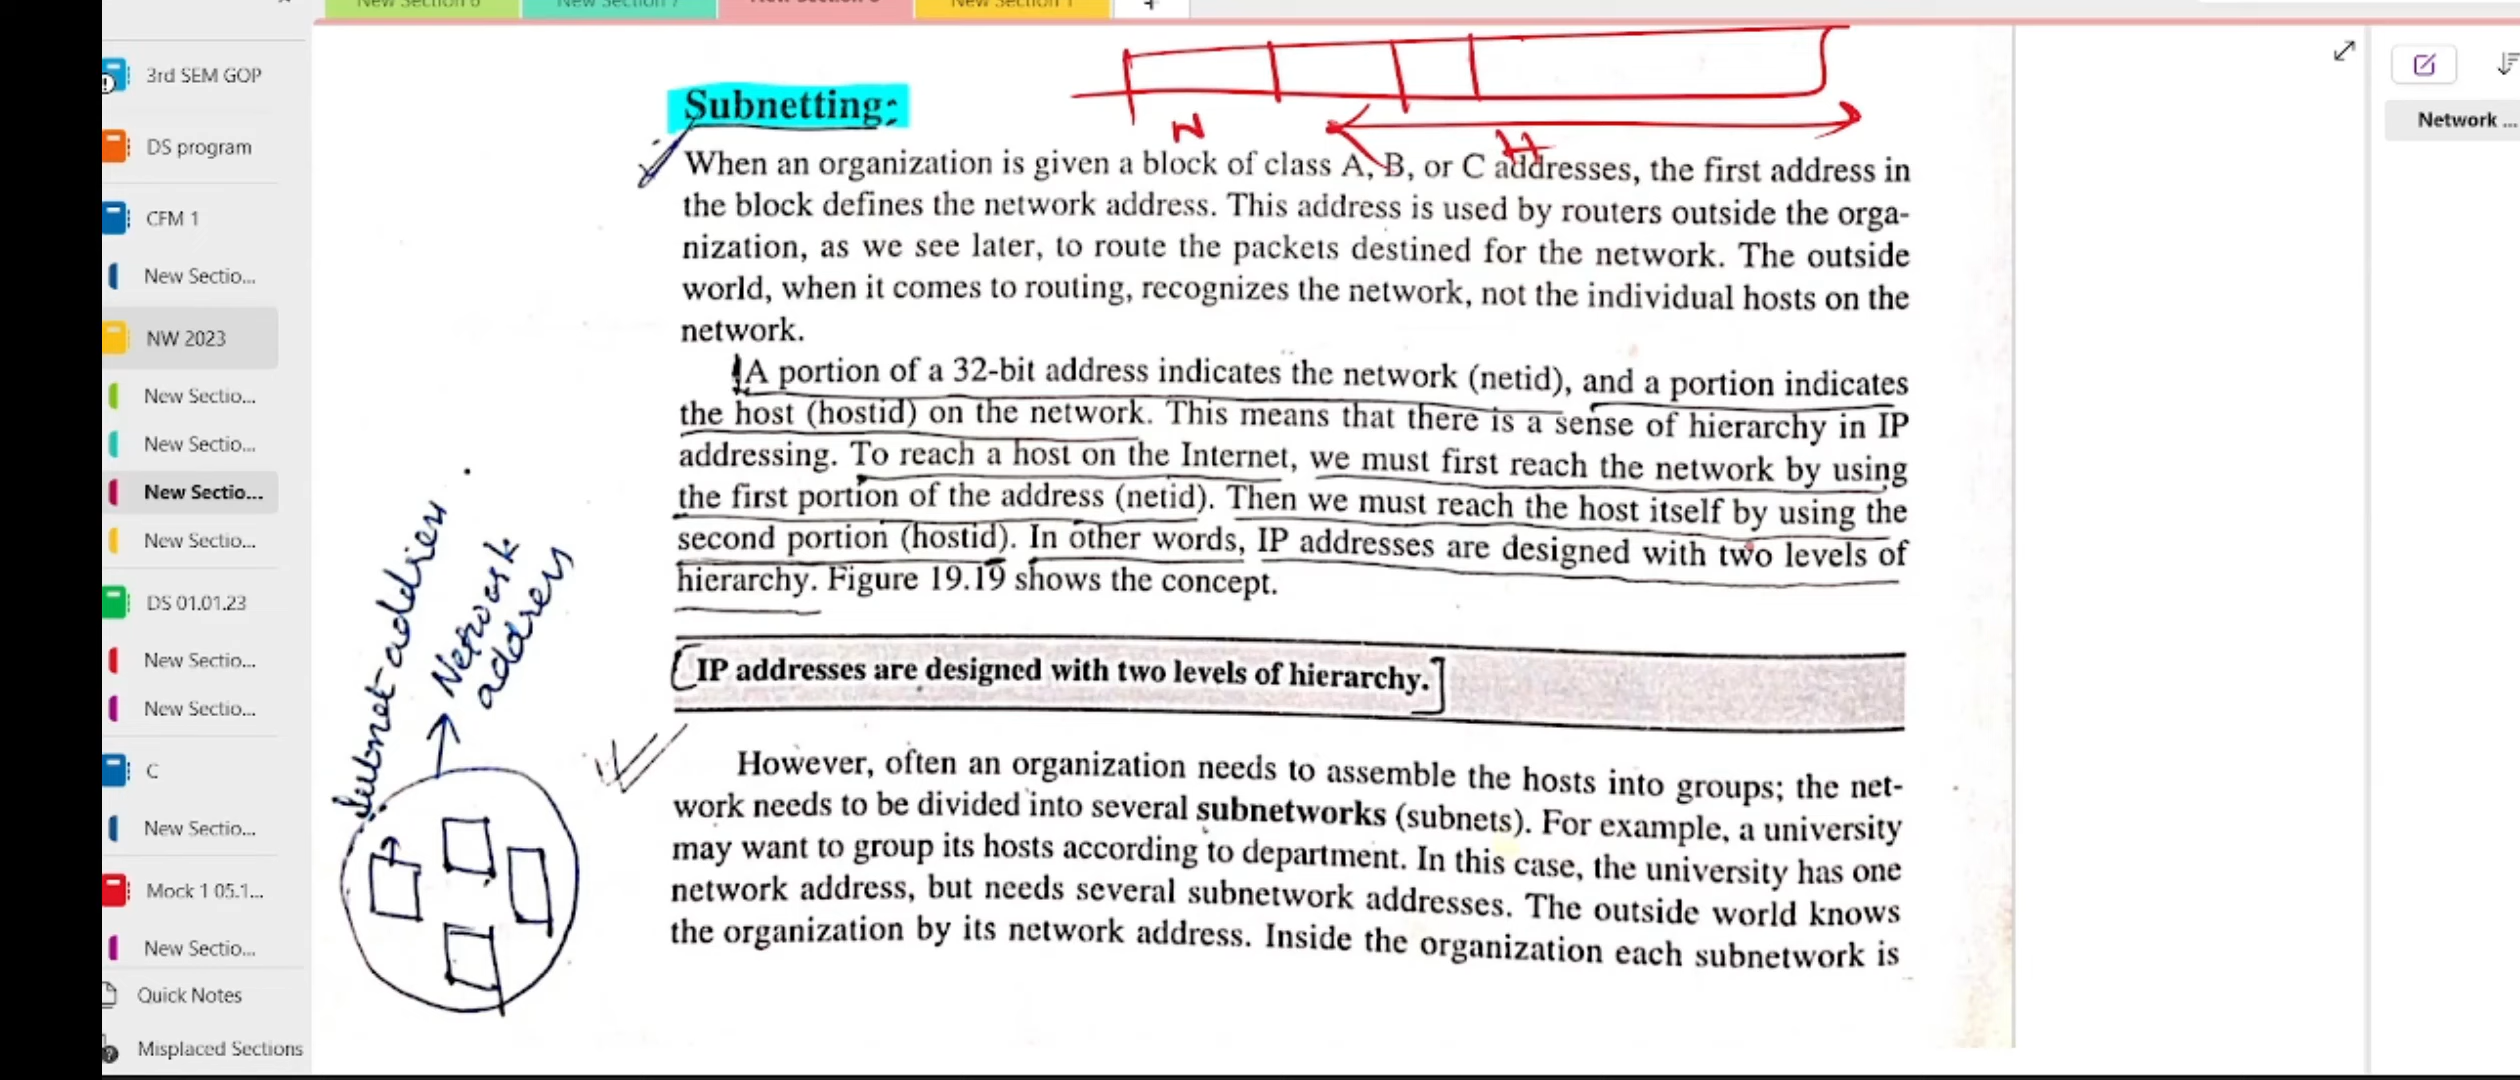 3rd SEM GOP
DS program
CFM 1
New Sectio...
NW 2023
New Sectio...
New Sectio...
New Sectio...
New Sectio...
DS 01.01.23
New Sectio...
New Sectio...
C
New Sectio...
Mock 1 05.1...
New Sectio...
Quick Notes
Misplaced Sections
N
H
Subnetting:
When an organization is given a block of class A, B, or C addresses, the first address in
the block defines the network address. This address is used by routers outside the orga-
nization, as we see later, to route the packets destined for the network. The outside
world, when it comes to routing, recognizes the network, not the individual hosts on the
network.
A portion of a 32-bit address indicates the network (netid), and a portion indicates
the host (hostid) on the network. This means that there is a sense of hierarchy in IP
addressing. To reach a host on the Internet, we must first reach the network by using
the first portion of the address (netid). Then we must reach the host itself by using the
second portion (hostid). In other words, IP addresses are designed with two levels of
hierarchy. Figure 19.19 shows the concept.
IP addresses are designed with two levels of hierarchy.
However, often an organization needs to assemble the hosts into groups; the net-
work needs to be divided into several subnetworks (subnets). For example, a university
may want to group its hosts according to department. In this case, the university has one
network address, but needs several subnetwork addresses. The outside world knows
the organization by its network address. Inside the organization each subnetwork is
Subnet address
Network
address
Network ...